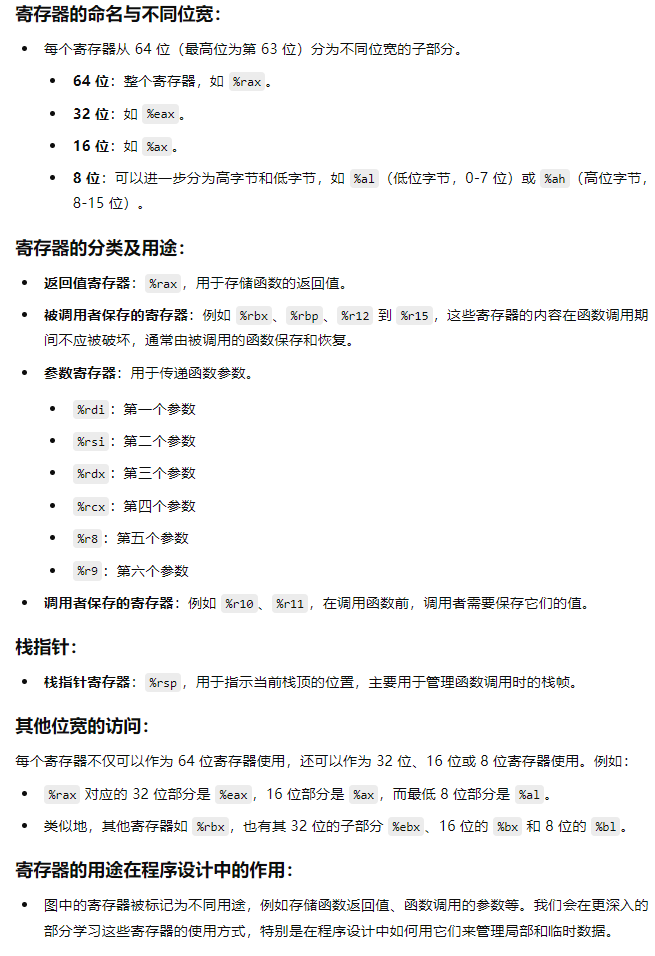 寄存器的命名与不同位宽：
每个寄存器从 64 位（最高位为第 63 位）分为不同位宽的子部分。
64 位：整个寄存器，如 %rax。
32 位：如 %eax。
16 位：如 %ax。
8 位：可以进一步分为高字节和低字节，如 %al（低位字节，0-7 位）或 %ah（高位字节，
8-15 位）。
寄存器的分类及用途：
返回值寄存器：%rax，用于存储函数的返回值。
被调用者保存的寄存器：例如 %rbx、%rbp、%r12 到 %r15，这些寄存器的内容在函数调用期
间不应被破坏，通常由被调用的函数保存和恢复。
参数寄存器：用于传递函数参数。
%rdi：第一个参数
%rsi：第二个参数
%rdx：第三个参数
%rcx：第四个参数
%r8：第五个参数
%r9：第六个参数
调用者保存的寄存器：例如 %r10、%r11，在调用函数前，调用者需要保存它们的值。
栈指针：
栈指针寄存器：%rsp，用于指示当前栈顶的位置，主要用于管理函数调用时的栈帧。
其他位宽的访问：
每个寄存器不仅可以作为 64 位寄存器使用，还可以作为 32 位、16 位或 8 位寄存器使用。例如：
%rax 对应的 32 位部分是 %eax，16 位部分是 %ax，而最低 8 位部分是 %al。
类似地，其他寄存器如 %rbx，也有其 32 位的子部分 %ebx、16 位的 %bx 和 8 位的 %bl。
寄存器的用途在程序设计中的作用：
图中的寄存器被标记为不同用途，例如存储函数返回值、函数调用的参数等。我们会在更深入的
部分学习这些寄存器的使用方式，特别是在程序设计中如何用它们来管理局部和临时数据。